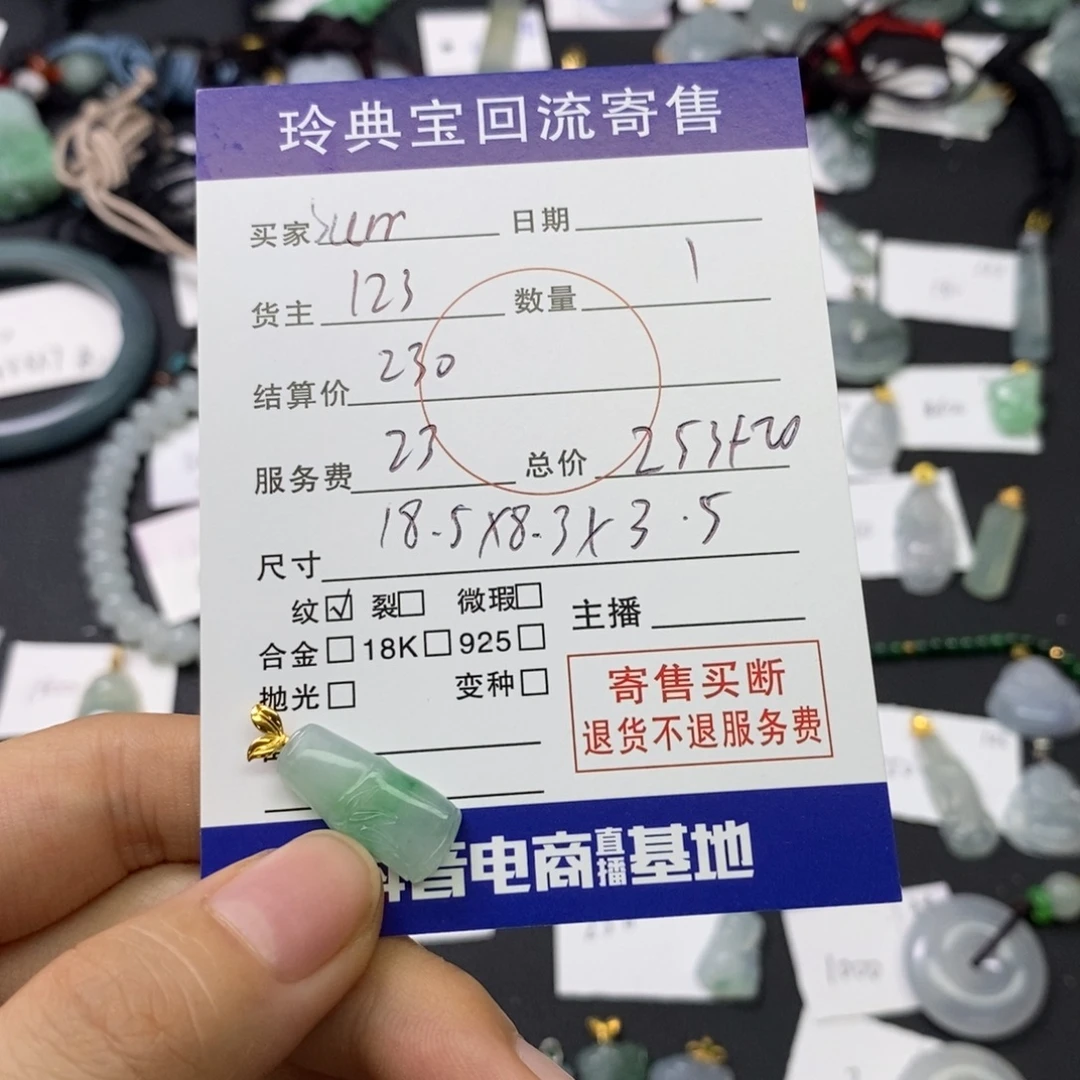 玲典宝回流寄售
买家 日期
货主 123 数量 1
结算价 230
服务费 23 总价 253+20
尺寸 18.5X8.3X3.5
纹☑ 裂□ 微瑕□ 主播
合金□ 18K□ 925□
抛光□ 变种□
寄售买断
退货不退服务费
音电商直播基地